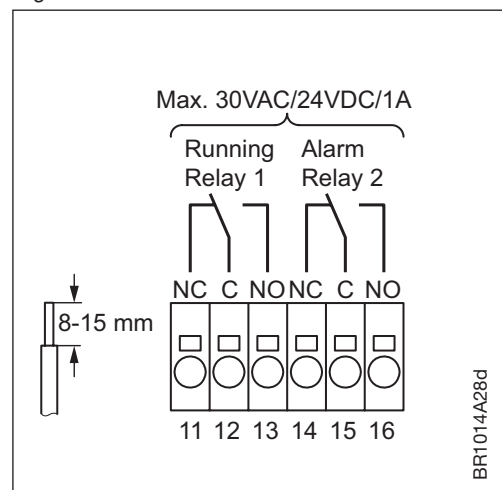 Max. 30VAC/24VDC/1A
Running Alarm
Relay 1 Relay 2
NC C NO NC C NO
8-15 mm
11 12 13 14 15 16
BR1014A28d